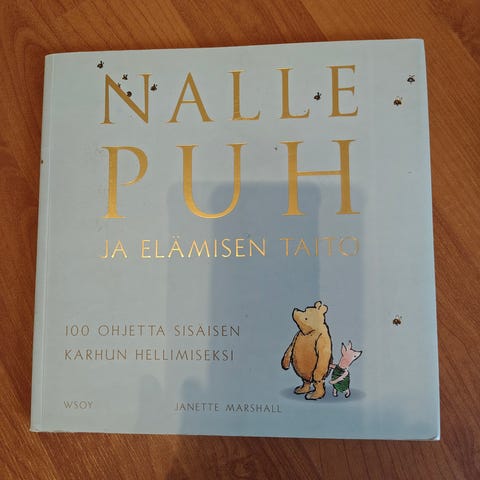 NALLE
PUH
JA ELÄMISEN TAITO
100 OHJETTA SISÄISEN
KARHUN HELLIMISEKSI
WSOY
JANETTE MARSHALL